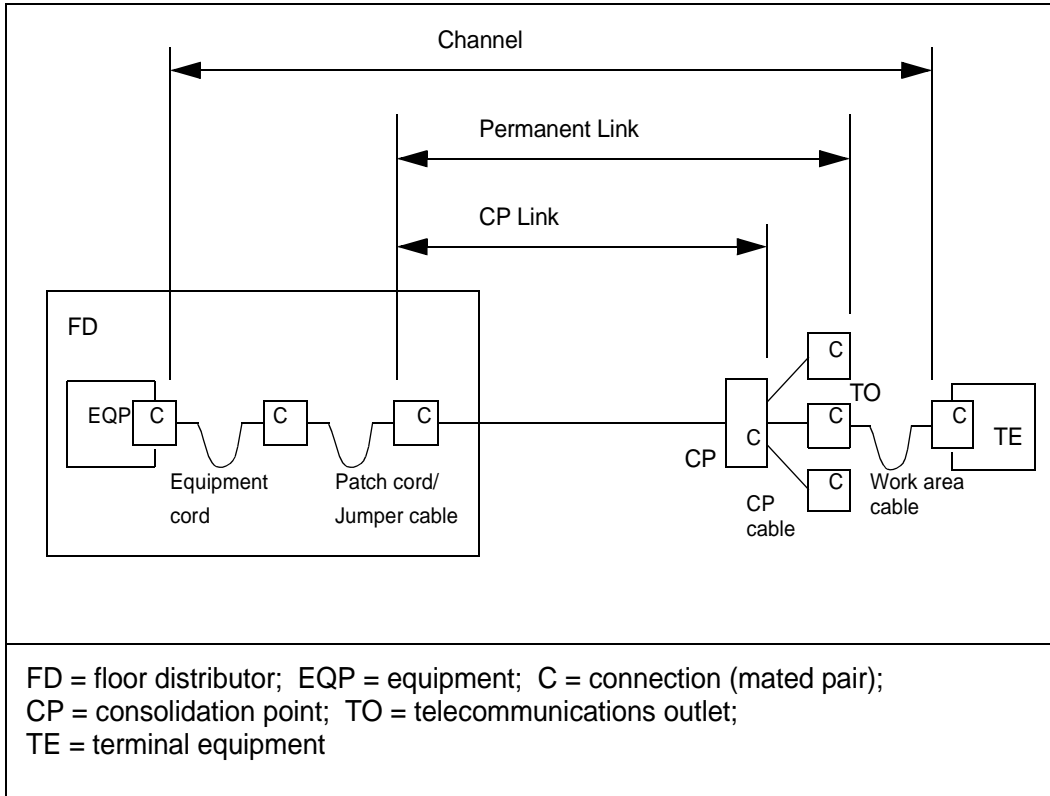 Channel
Permanent Link
CP Link
FD
C
TO
EQP C
C
C
C
C
C
TE
CP
C
Equipment
cord
Patch cord/
Jumper cable
CP
cable
Work area
cable
FD = floor distributor; EQP = equipment; C = connection (mated pair);
CP = consolidation point; TO = telecommunications outlet;
TE = terminal equipment